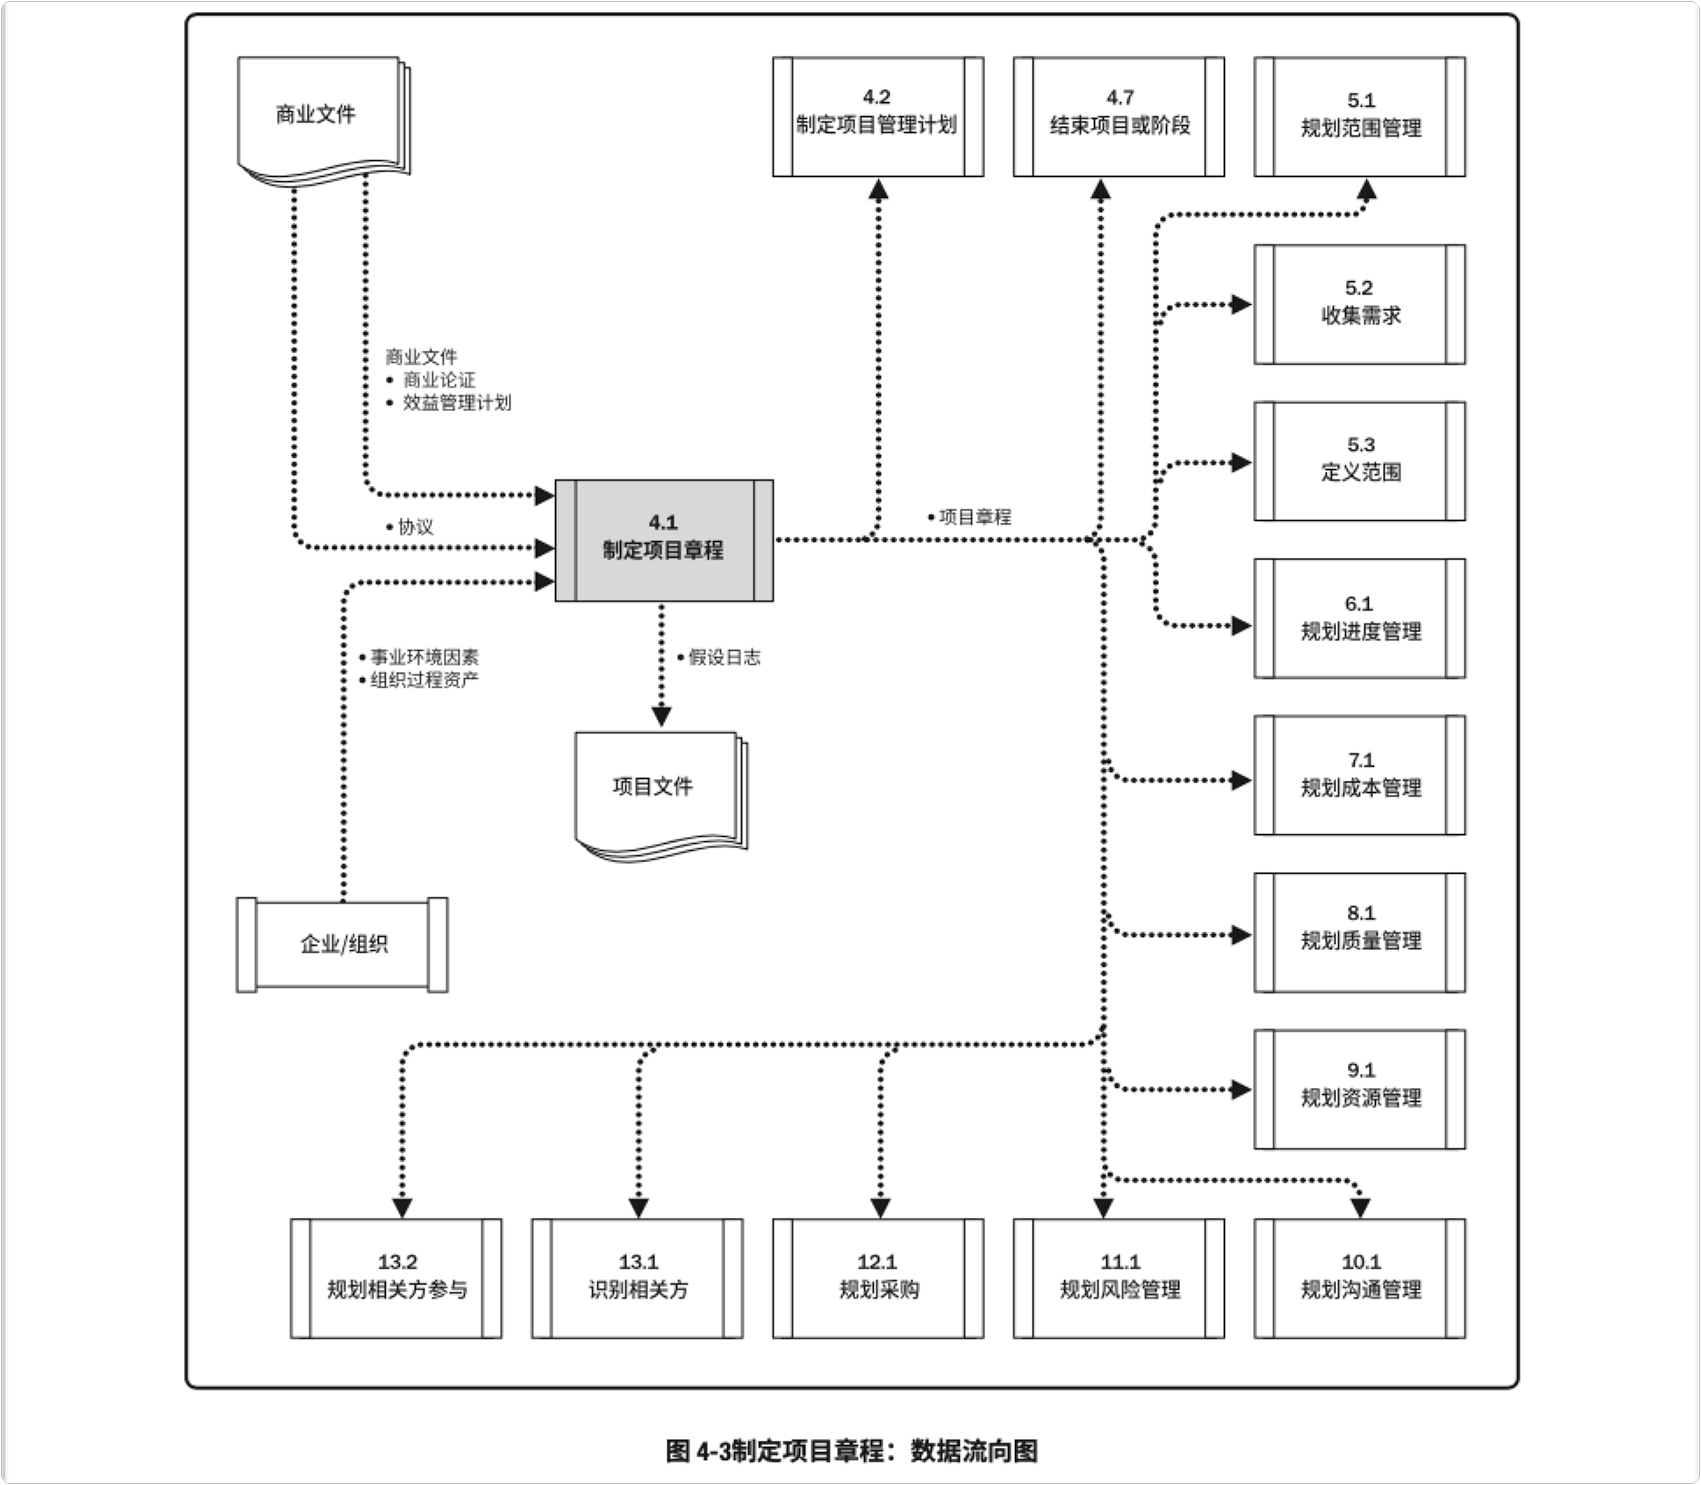 商业文件
4.2
制定项目管理计划
4.7
结束项目或阶段
5.1
规划范围管理
5.2
收集需求
商业文件
• 商业论证
• 效益管理计划
5.3
定义范围
• 协议
4.1
制定项目章程
• 项目章程
6.1
规划进度管理
• 事业环境因素
• 组织过程资产
• 假设日志
项目文件
7.1
规划成本管理
企业/组织
8.1
规划质量管理
9.1
规划资源管理
13.2
规划相关方参与
13.1
识别相关方
12.1
规划采购
11.1
规划风险管理
10.1
规划沟通管理
图 4-3制定项目章程：数据流向图